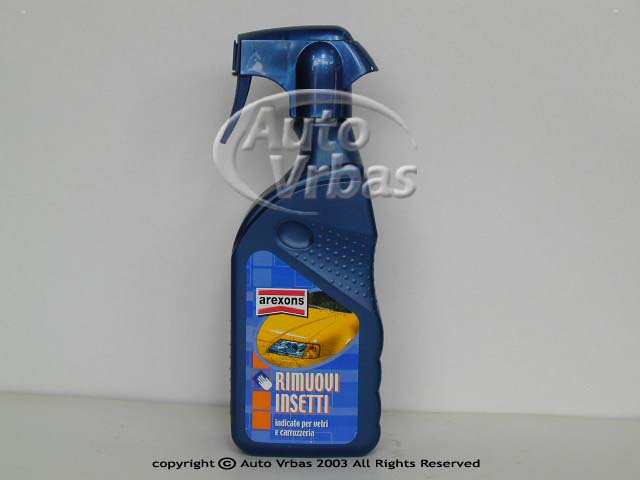 Auto
Vrbas
arexons
RIMUOVI
INSETTI
indicato per vetri
e carrozzeria
copyright © Auto Vrbas 2003 All Rights Reserved